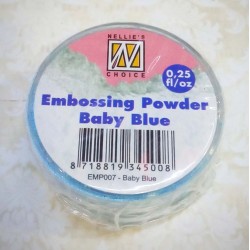 NELLIE'S
N
CHOICE
0,25
fl/oz
Embossing Powder
Baby Blue
8 718819 345008
EMP007 - Baby Blue